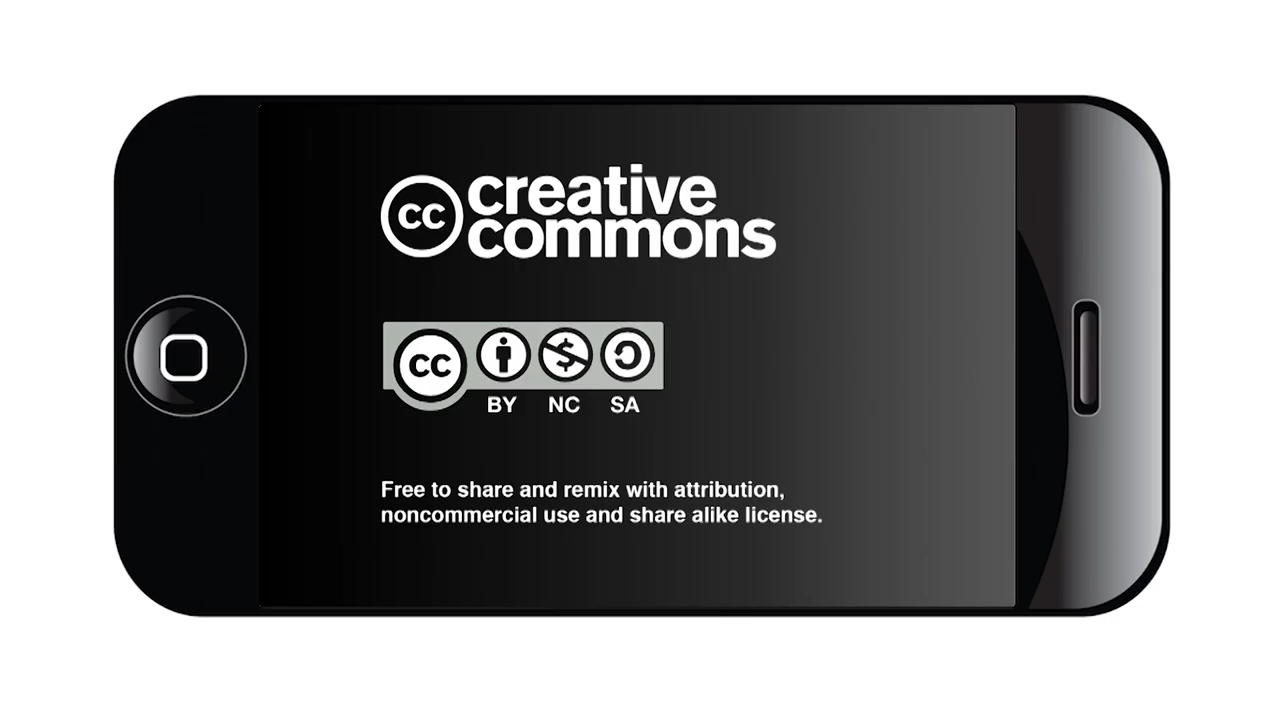 cc creative
commons
cc
BY NC SA
Free to share and remix with attribution,
noncommercial use and share alike license.